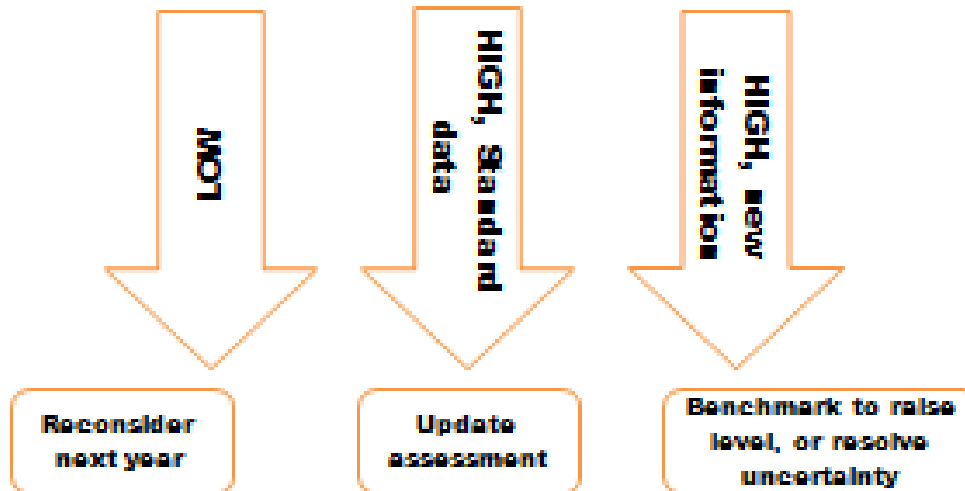 LOW
HIGH, Standard
data
HIGH, new
information
Reconsider
next year
Update
assessment
Benchmark to raise
level, or resolve
uncertainty